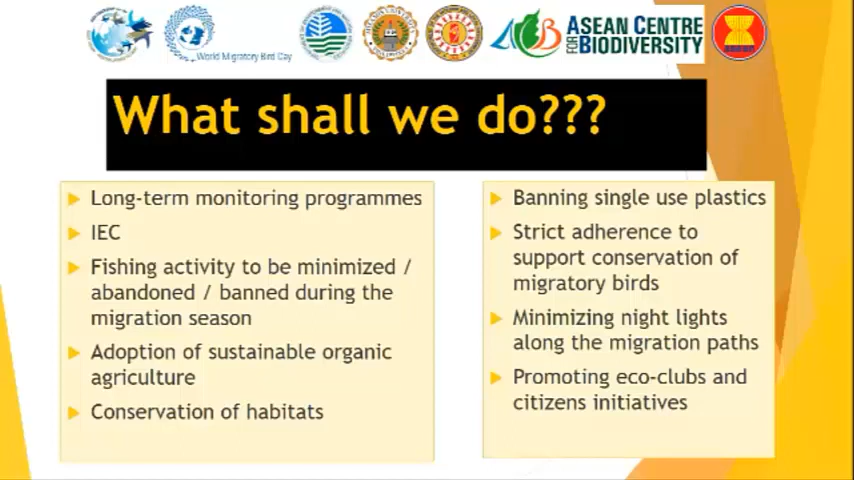 World Migratory Bird Day
ASEAN CENTRE
FOR BIODIVERSITY
What shall we do???
Long-term monitoring programmes
IEC
Fishing activity to be minimized /
abandoned / banned during the
migration season
Adoption of sustainable organic
agriculture
Conservation of habitats
Banning single use plastics
Strict adherence to
support conservation of
migratory birds
Minimizing night lights
along the migration paths
Promoting eco-clubs and
citizens initiatives